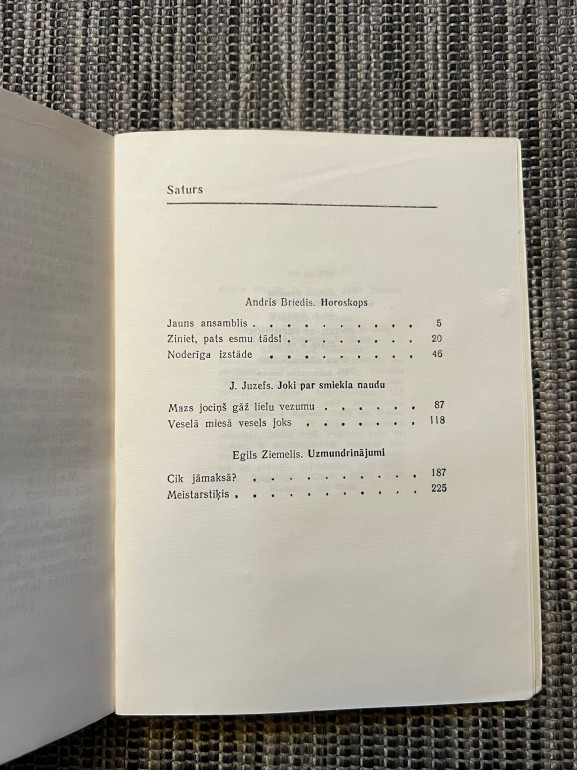 Saturs
Andris Briedis. Horoskops
Jauns ansamblis . . . . . . . . . 5
Ziniet, pats esmu tāds! . . . . . . . 20
Noderīga izstāde . . . . . . . . . 46
J. Juzefs. Joki par smiekla naudu
Mazs jociņš gāž lielu vezumu . . . . . . 87
Veselā miesā vesels joks . . . . . . . 118
Egils Ziemelis. Uzmundrinājumi
Cik jāmaksā? . . . . . . . . . 187
Meistarstiķis . . . . . . . . . . . 225